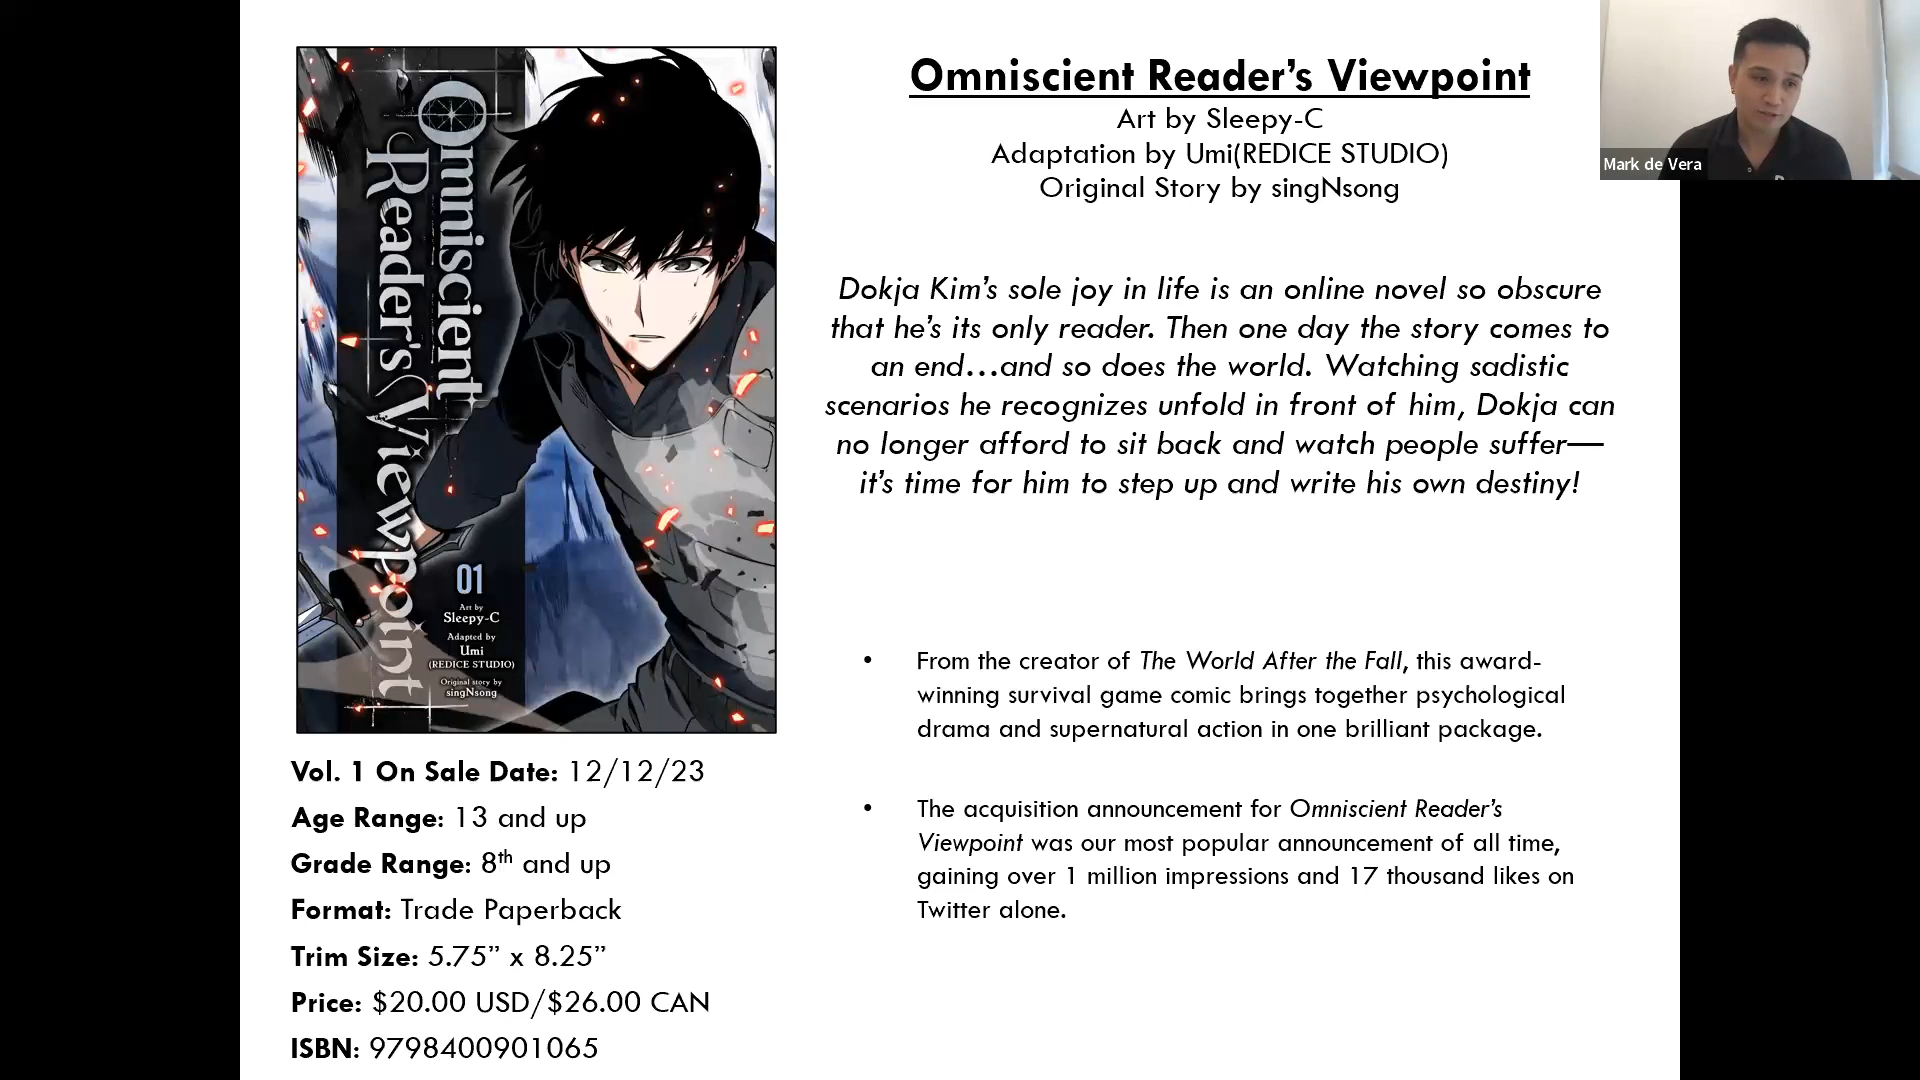 Omniscient
Reader's Viewpoint
01
Art by
Sleepy-C
Adapted by
Umi
(REDICE STUDIO)
Original story by
singNsong
Vol. 1 On Sale Date: 12/12/23
Age Range: 13 and up
Grade Range: 8th and up
Format: Trade Paperback
Trim Size: 5.75” x 8.25”
Price: $20.00 USD/$26.00 CAN
ISBN: 9798400901065
Omniscient Reader’s Viewpoint
Art by Sleepy-C
Adaptation by Umi(REDICE STUDIO)
Original Story by singNsong
Dokja Kim’s sole joy in life is an online novel so obscure
that he’s its only reader. Then one day the story comes to
an end…and so does the world. Watching sadistic
scenarios he recognizes unfold in front of him, Dokja can
no longer afford to sit back and watch people suffer—
it’s time for him to step up and write his own destiny!
• From the creator of The World After the Fall, this award-
winning survival game comic brings together psychological
drama and supernatural action in one brilliant package.
• The acquisition announcement for Omniscient Reader’s
Viewpoint was our most popular announcement of all time,
gaining over 1 million impressions and 17 thousand likes on
Twitter alone.
Mark de Vera